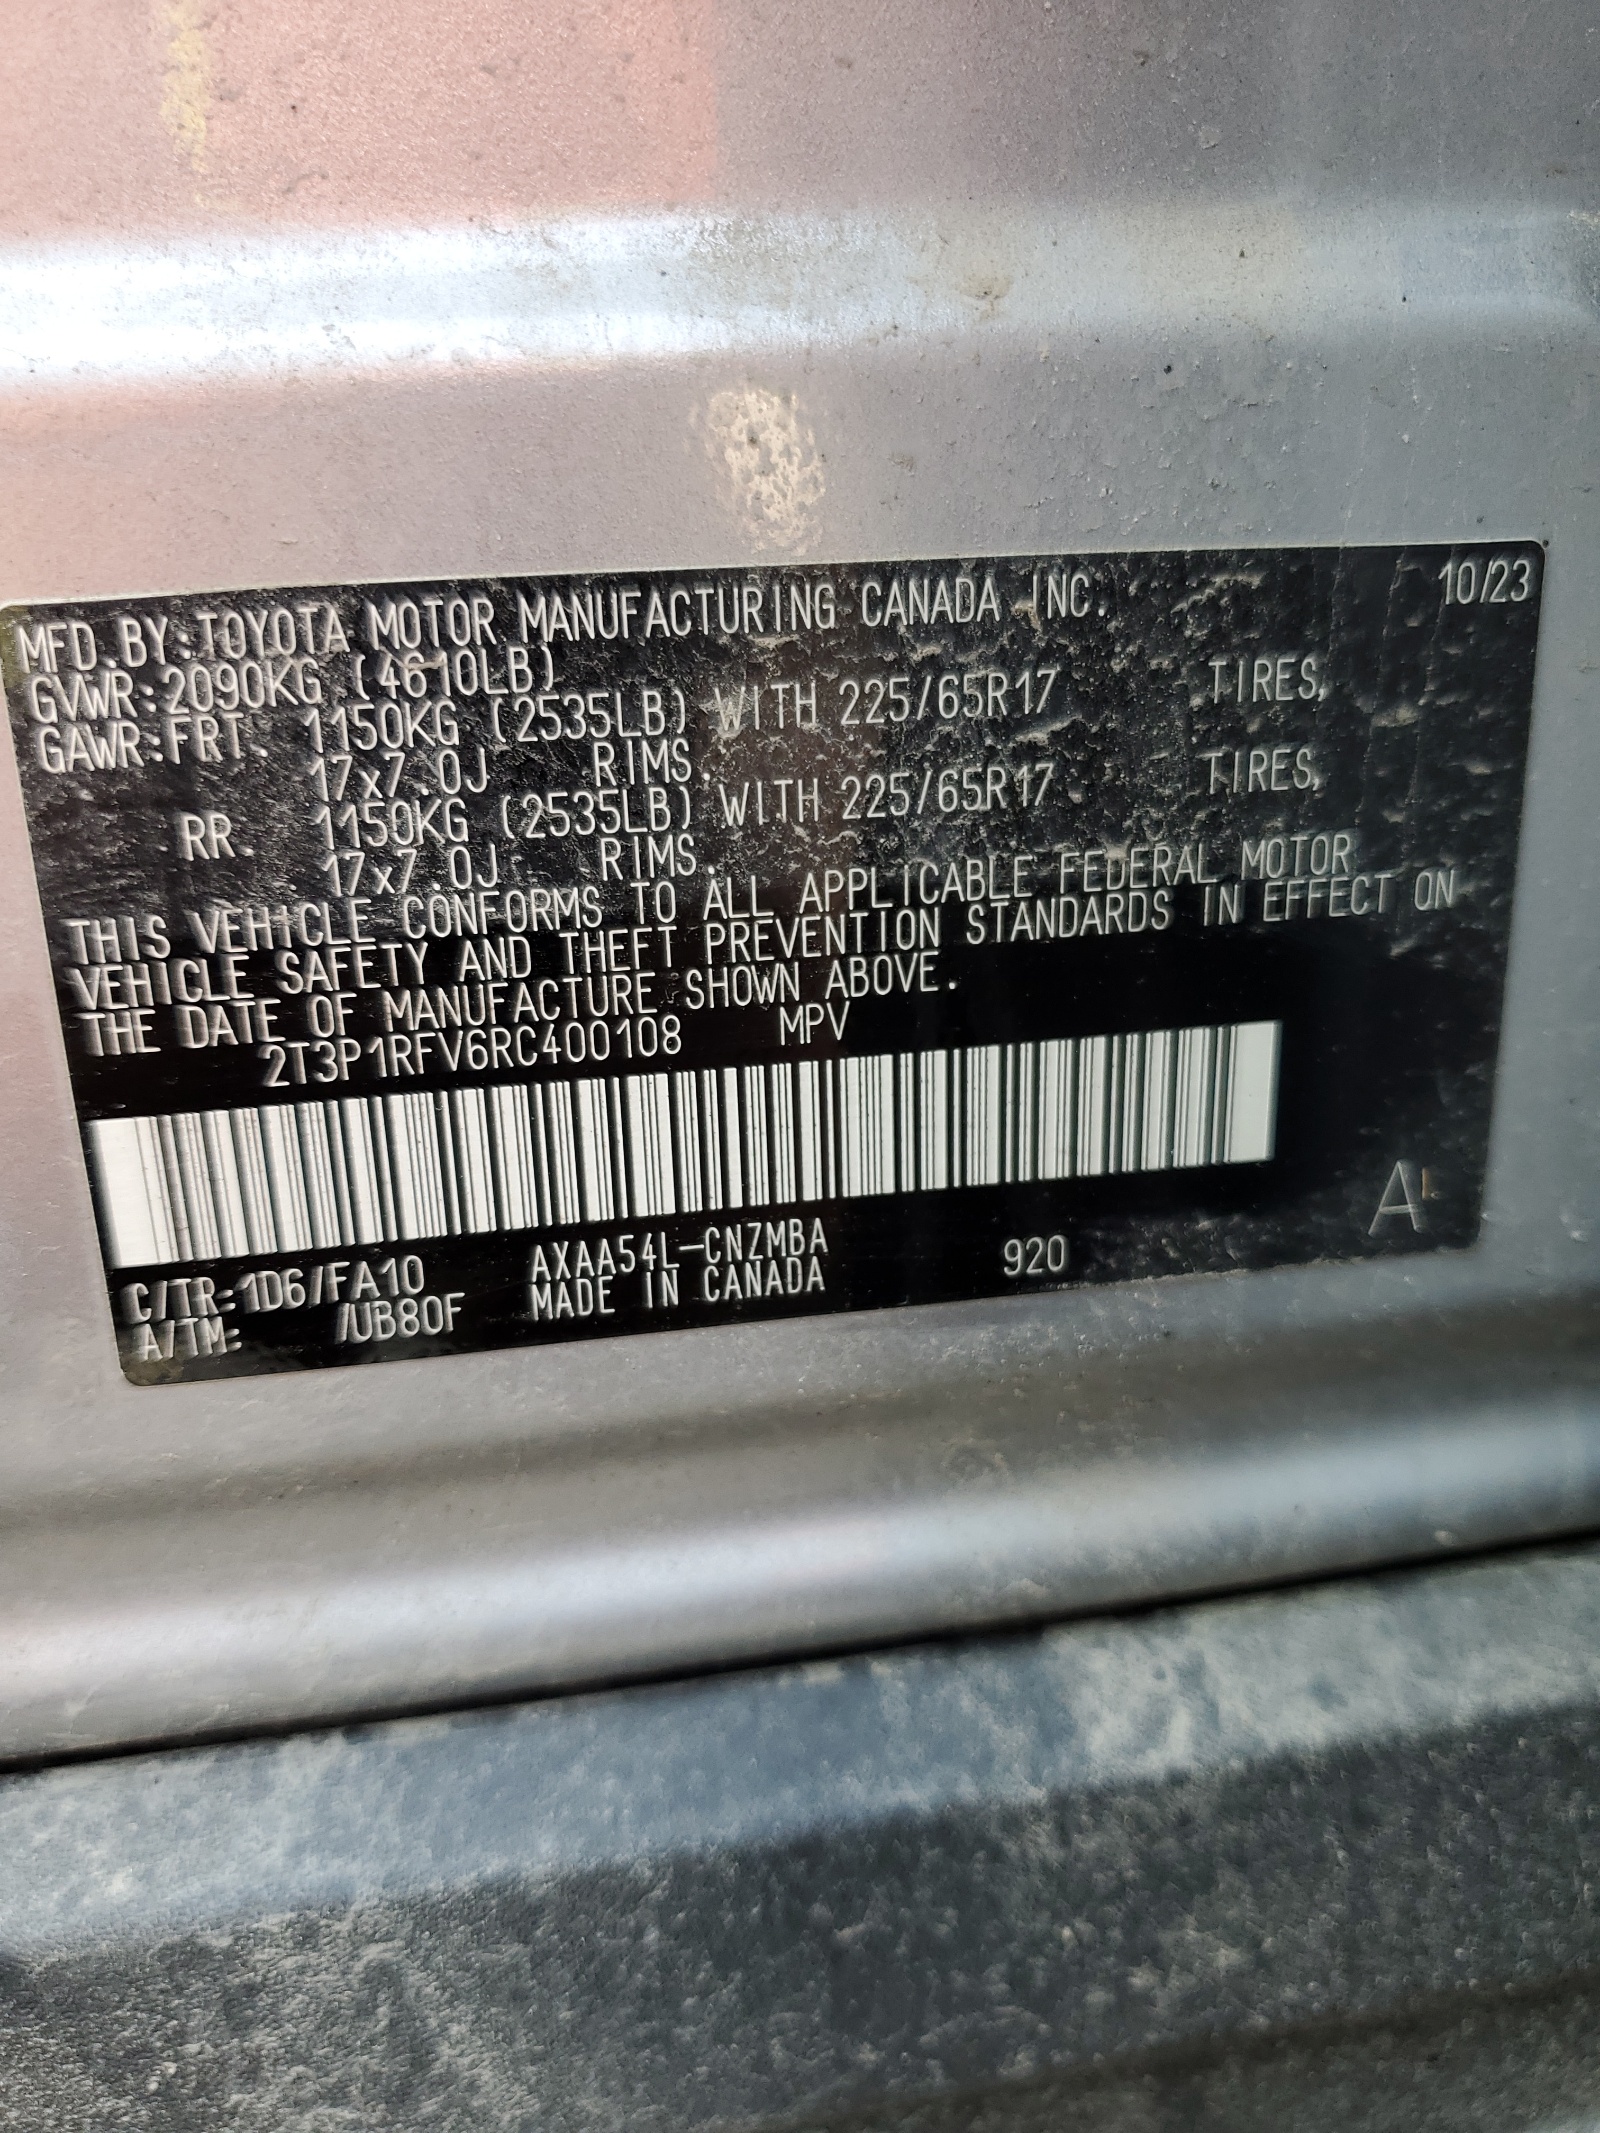 10/23
MFD.BY:TOYOTA MOTOR MANUFACTURING CANADA INC.
GVWR:2090KG (4610LB)
GAWR:FRT. 1150KG (2535LB) WITH 225/65R17 TIRES,
17x7.0J RIMS.
RR. 1150KG (2535LB) WITH 225/65R17 TIRES,
17x7.0J RIMS.
THIS VEHICLE CONFORMS TO ALL APPLICABLE FEDERAL MOTOR
VEHICLE SAFETY AND THEFT PREVENTION STANDARDS IN EFFECT ON
THE DATE OF MANUFACTURE SHOWN ABOVE.
2T3P1RFV6RC400108 MPV
C/TR:1D6/FA10 AXAA54L-CNZMBA 920
A/TM: /UB80F MADE IN CANADA
A